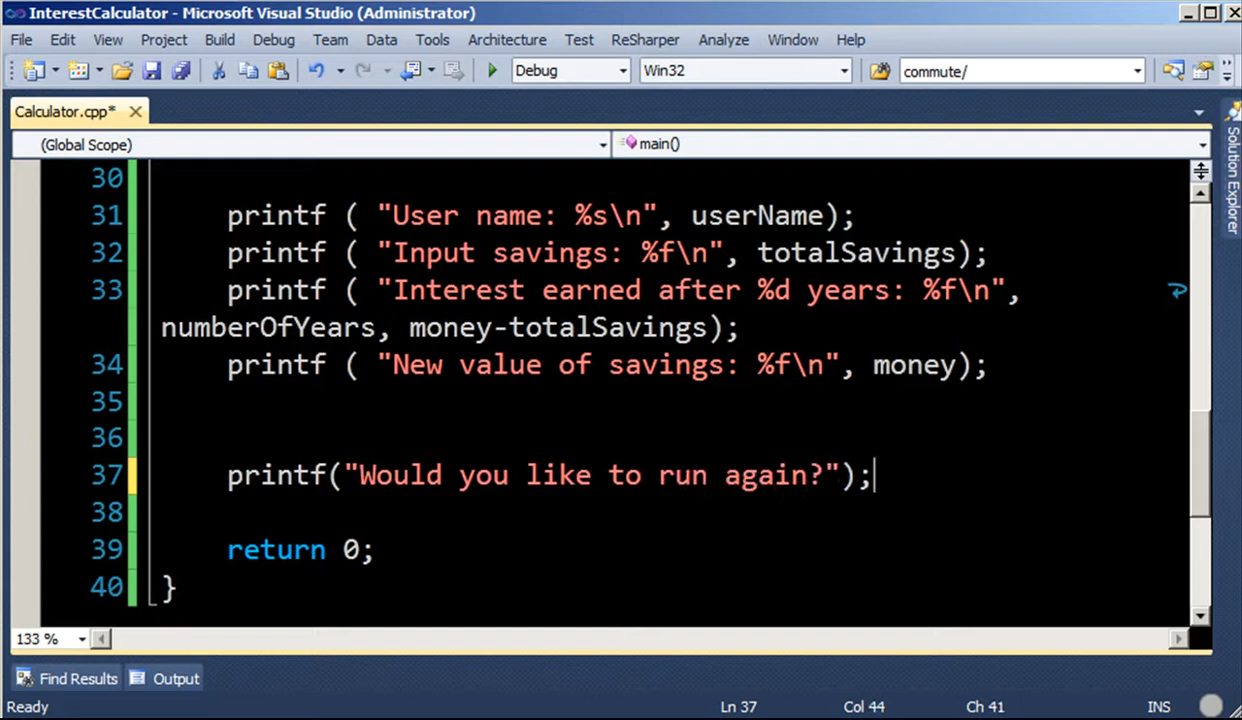 InterestCalculator - Microsoft Visual Studio (Administrator)
File Edit View Project Build Debug Team Data Tools Architecture Test ReSharper Analyze Window Help
Debug Win32 commute/
Calculator.cpp*
(Global Scope) main()
Solution Explorer
30
31 printf ( "User name: %s\n", userName);
32 printf ( "Input savings: %f\n", totalSavings);
33 printf ( "Interest earned after %d years: %f\n",
numberOfYears, money-totalSavings);
34 printf ( "New value of savings: %f\n", money);
35
36
37 printf("Would you like to run again?");
38
39 return 0;
40 }
133 %
Find Results Output
Ready Ln 37 Col 44 Ch 41 INS